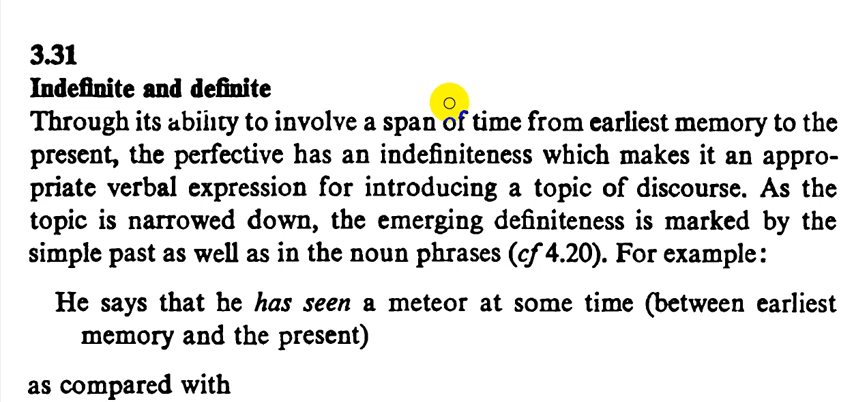 3.31
Indefinite and definite
Through its ability to involve a span of time from earliest memory to the
present, the perfective has an indefiniteness which makes it an appro-
priate verbal expression for introducing a topic of discourse. As the
topic is narrowed down, the emerging definiteness is marked by the
simple past as well as in the noun phrases (cf 4.20). For example:
He says that he has seen a meteor at some time (between earliest
memory and the present)
as compared with